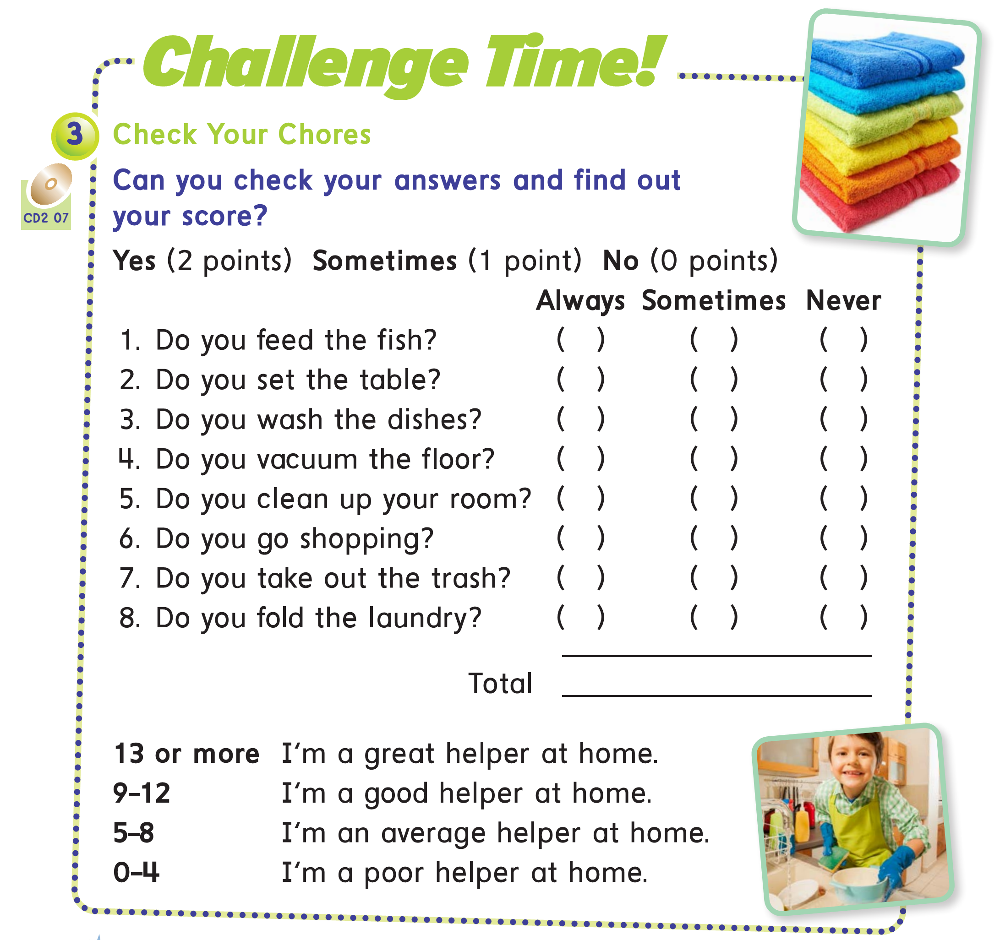 Challenge Time!
3 Check Your Chores
CD2 07
Can you check your answers and find out
your score?
Yes (2 points) Sometimes (1 point) No (0 points)
Always Sometimes Never
1. Do you feed the fish? ( ) ( ) ( )
2. Do you set the table? ( ) ( ) ( )
3. Do you wash the dishes? ( ) ( ) ( )
4. Do you vacuum the floor? ( ) ( ) ( )
5. Do you clean up your room? ( ) ( ) ( )
6. Do you go shopping? ( ) ( ) ( )
7. Do you take out the trash? ( ) ( ) ( )
8. Do you fold the laundry? ( ) ( ) ( )
Total
13 or more I‘m a great helper at home.
9–12 I‘m a good helper at home.
5–8 I‘m an average helper at home.
0–4 I‘m a poor helper at home.